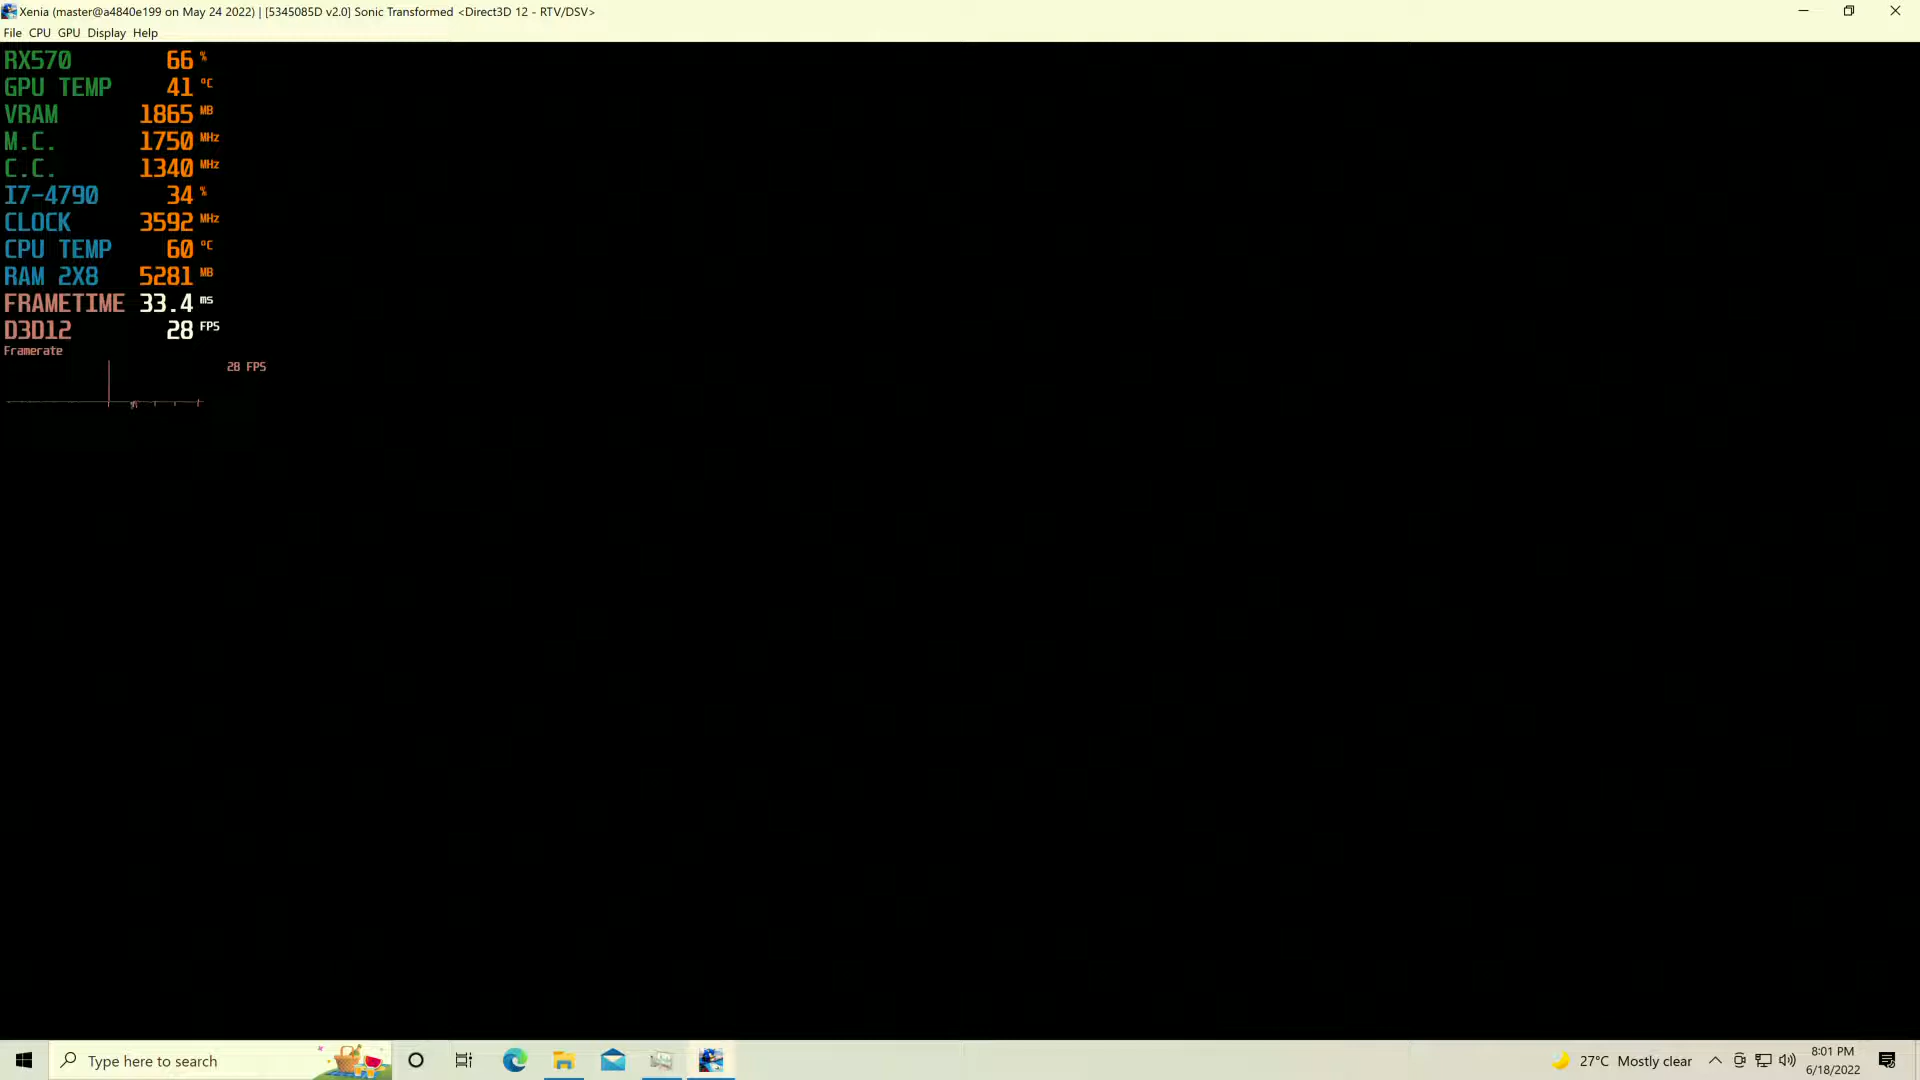 Xenia (master@a4840e199 on May 24 2022) | [5345085D v2.0] Sonic Transformed <Direct3D 12 - RTV/DSV>
File CPU GPU Display Help
RX570 66 %
GPU TEMP 41 °C
VRAM 1865 MB
M.C. 1750 MHz
C.C. 1340 MHz
I7-4790 34 %
CLOCK 3592 MHz
CPU TEMP 60 °C
RAM 2X8 5281 MB
FRAMETIME 33.4 ms
D3D12 28 FPS
Framerate
28 FPS
Type here to search
27°C Mostly clear
8:01 PM
6/18/2022